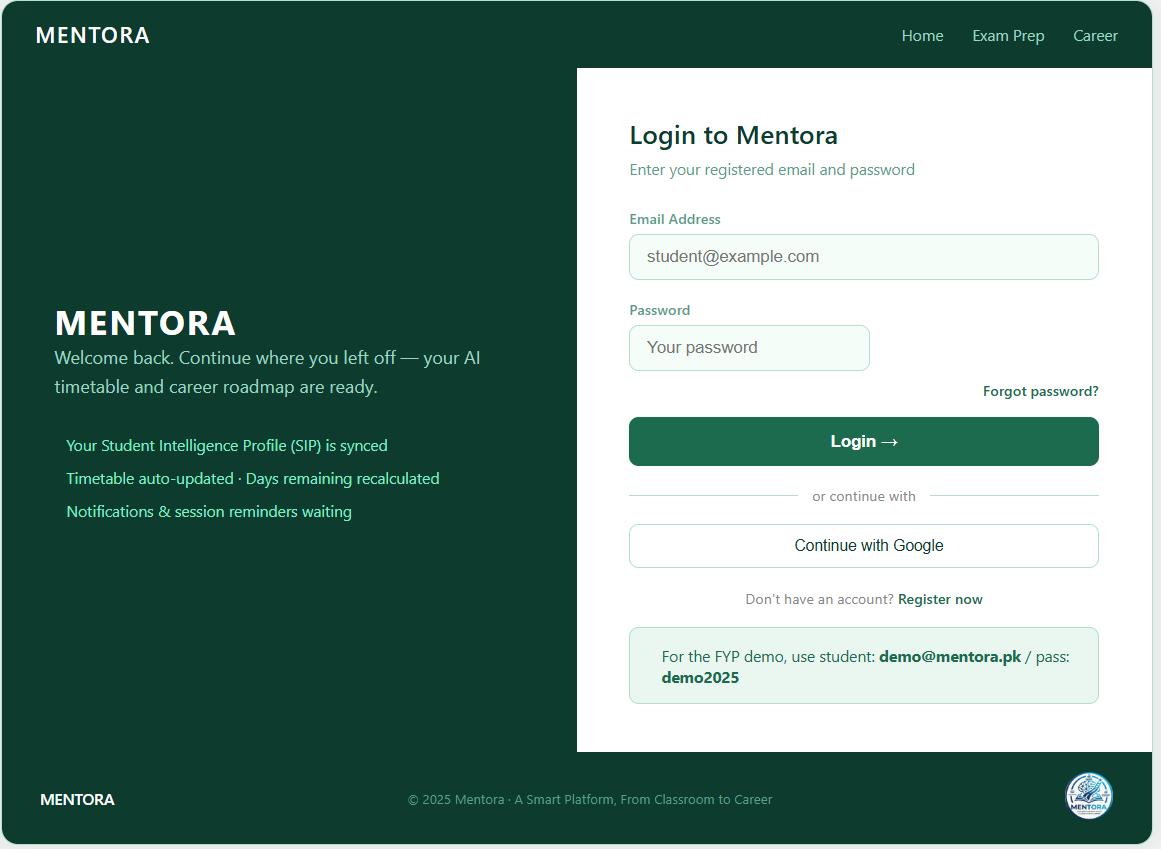 MENTORA
Home
Exam Prep
Career
MENTORA
Welcome back. Continue where you left off — your AI
timetable and career roadmap are ready.
Your Student Intelligence Profile (SIP) is synced
Timetable auto-updated · Days remaining recalculated
Notifications & session reminders waiting
Login to Mentora
Enter your registered email and password
Email Address
student@example.com
Password
Your password
Forgot password?
Login →
or continue with
Continue with Google
Don't have an account? Register now
For the FYP demo, use student: demo@mentora.pk / pass:
demo2025
MENTORA
© 2025 Mentora · A Smart Platform, From Classroom to Career
MENTORA